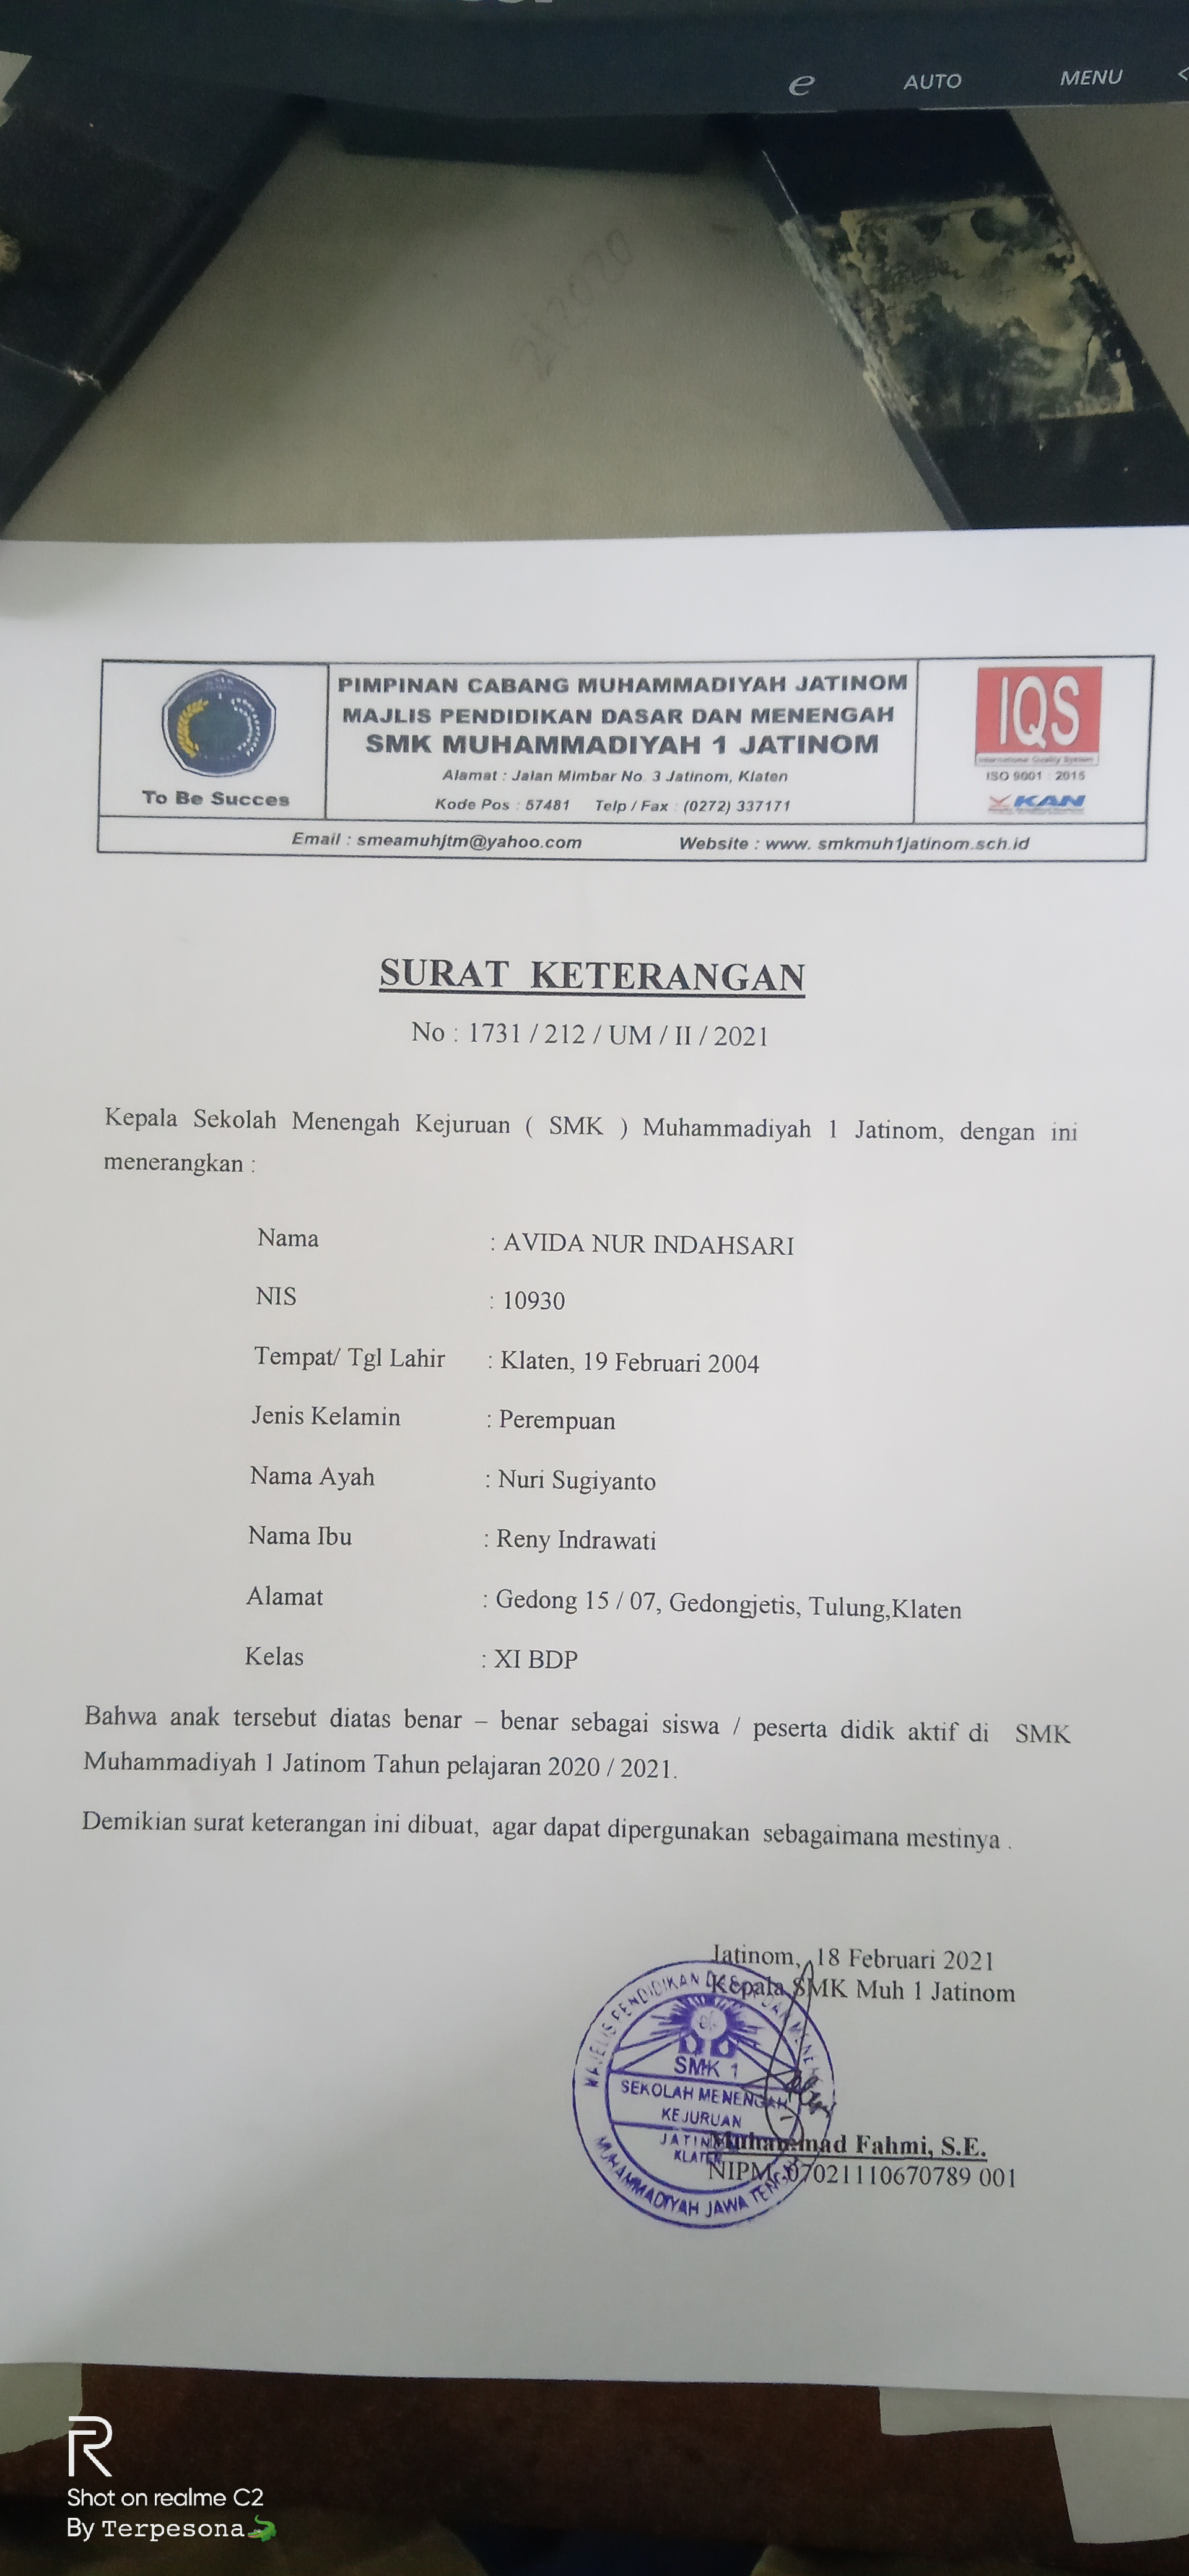 e AUTO MENU <
212020
PIMPINAN CABANG MUHAMMADIYAH JATINOM
MAJLIS PENDIDIKAN DASAR DAN MENENGAH
SMK MUHAMMADIYAH 1 JATINOM
Alamat : Jalan Mimbar No. 3 Jatinom, Klaten
Kode Pos : 57481 Telp / Fax : (0272) 337171
To Be Succes
IQS
International Quality System
ISO 9001 : 2015
KAN
Email : smeamuhjtm@yahoo.com Website : www. smkmuh1jatinom.sch.id
SURAT KETERANGAN
No : 1731 / 212 / UM / II / 2021
Kepala Sekolah Menengah Kejuruan ( SMK ) Muhammadiyah 1 Jatinom, dengan ini
menerangkan :
Nama : AVIDA NUR INDAHSARI
NIS : 10930
Tempat/ Tgl Lahir : Klaten, 19 Februari 2004
Jenis Kelamin : Perempuan
Nama Ayah : Nuri Sugiyanto
Nama Ibu : Reny Indrawati
Alamat : Gedong 15 / 07, Gedongjetis, Tulung,Klaten
Kelas : XI BDP
Bahwa anak tersebut diatas benar – benar sebagai siswa / peserta didik aktif di SMK
Muhammadiyah 1 Jatinom Tahun pelajaran 2020 / 2021.
Demikian surat keterangan ini dibuat, agar dapat dipergunakan sebagaimana mestinya .
Jatinom, 18 Februari 2021
Kepala SMK Muh 1 Jatinom
MAJELIS PENDIDIKAN DASAR DAN MENENGAH
SMK 1
SEKOLAH MENENGAH
KEJURUAN
JATINOM
KLATEN
MUHAMMADIYAH JAWA TENGAH
Muhammad Fahmi, S.E.
NIPM. 07021110670789 001
R
Shot on realme C2
By Terpesona🐊